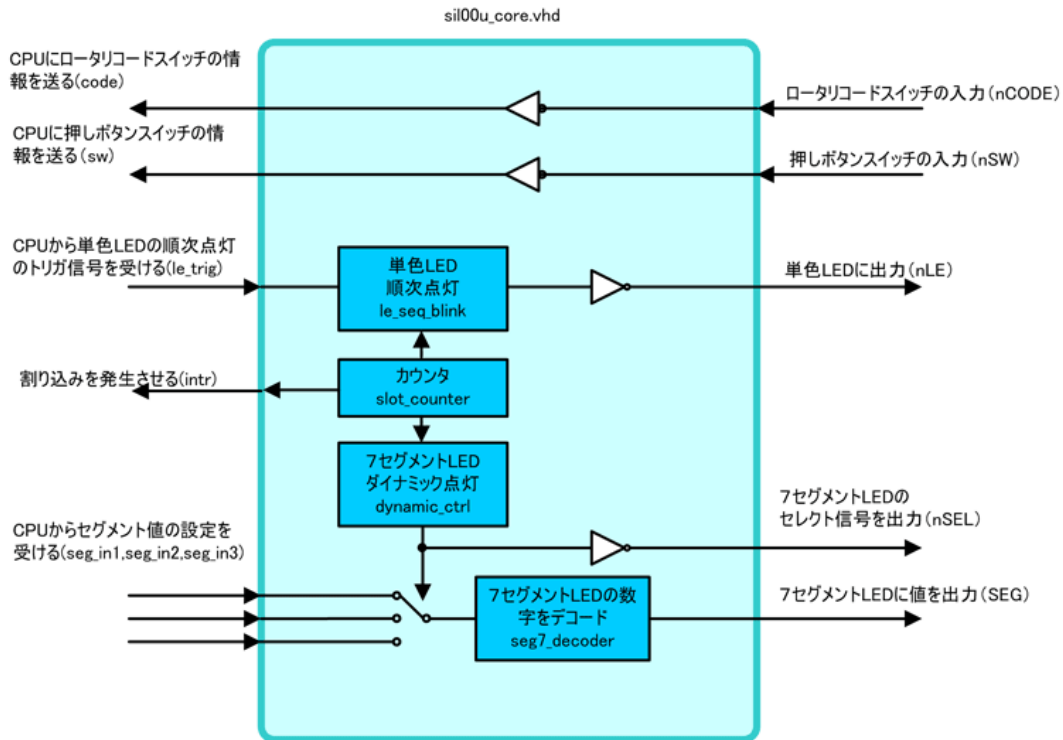 sil00u_core.vhd
CPUにロータリコードスイッチの情
報を送る(code)
ロータリコードスイッチの入力(nCODE)
CPUに押しボタンスイッチの情
報を送る(sw)
押しボタンスイッチの入力(nSW)
CPUから単色LEDの順次点灯
のトリガ信号を受ける(le_trig)
単色LED
順次点灯
le_seq_blink
単色LEDに出力(nLE)
割り込みを発生させる(intr)
カウンタ
slot_counter
7セグメントLED
ダイナミック点灯
dynamic_ctrl
7セグメントLEDの
セレクト信号を出力(nSEL)
CPUからセグメント値の設定を
受ける(seg_in1,seg_in2,seg_in3)
7セグメントLEDの数
字をデコード
seg7_decoder
7セグメントLEDに値を出力(SEG)